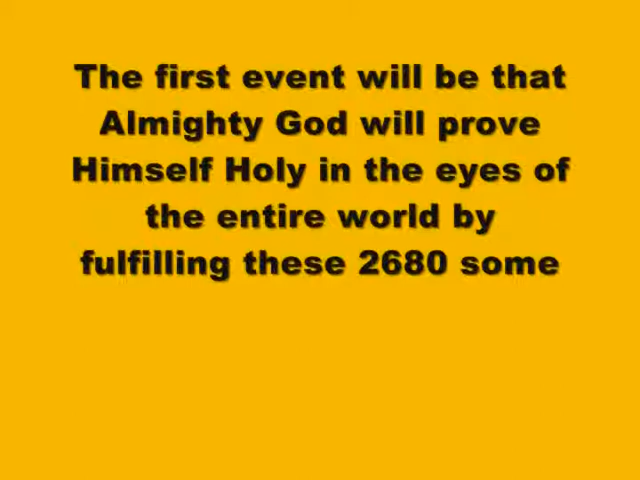 The first event will be that
Almighty God will prove
Himself Holy in the eyes of
the entire world by
fulfilling these 2680 some